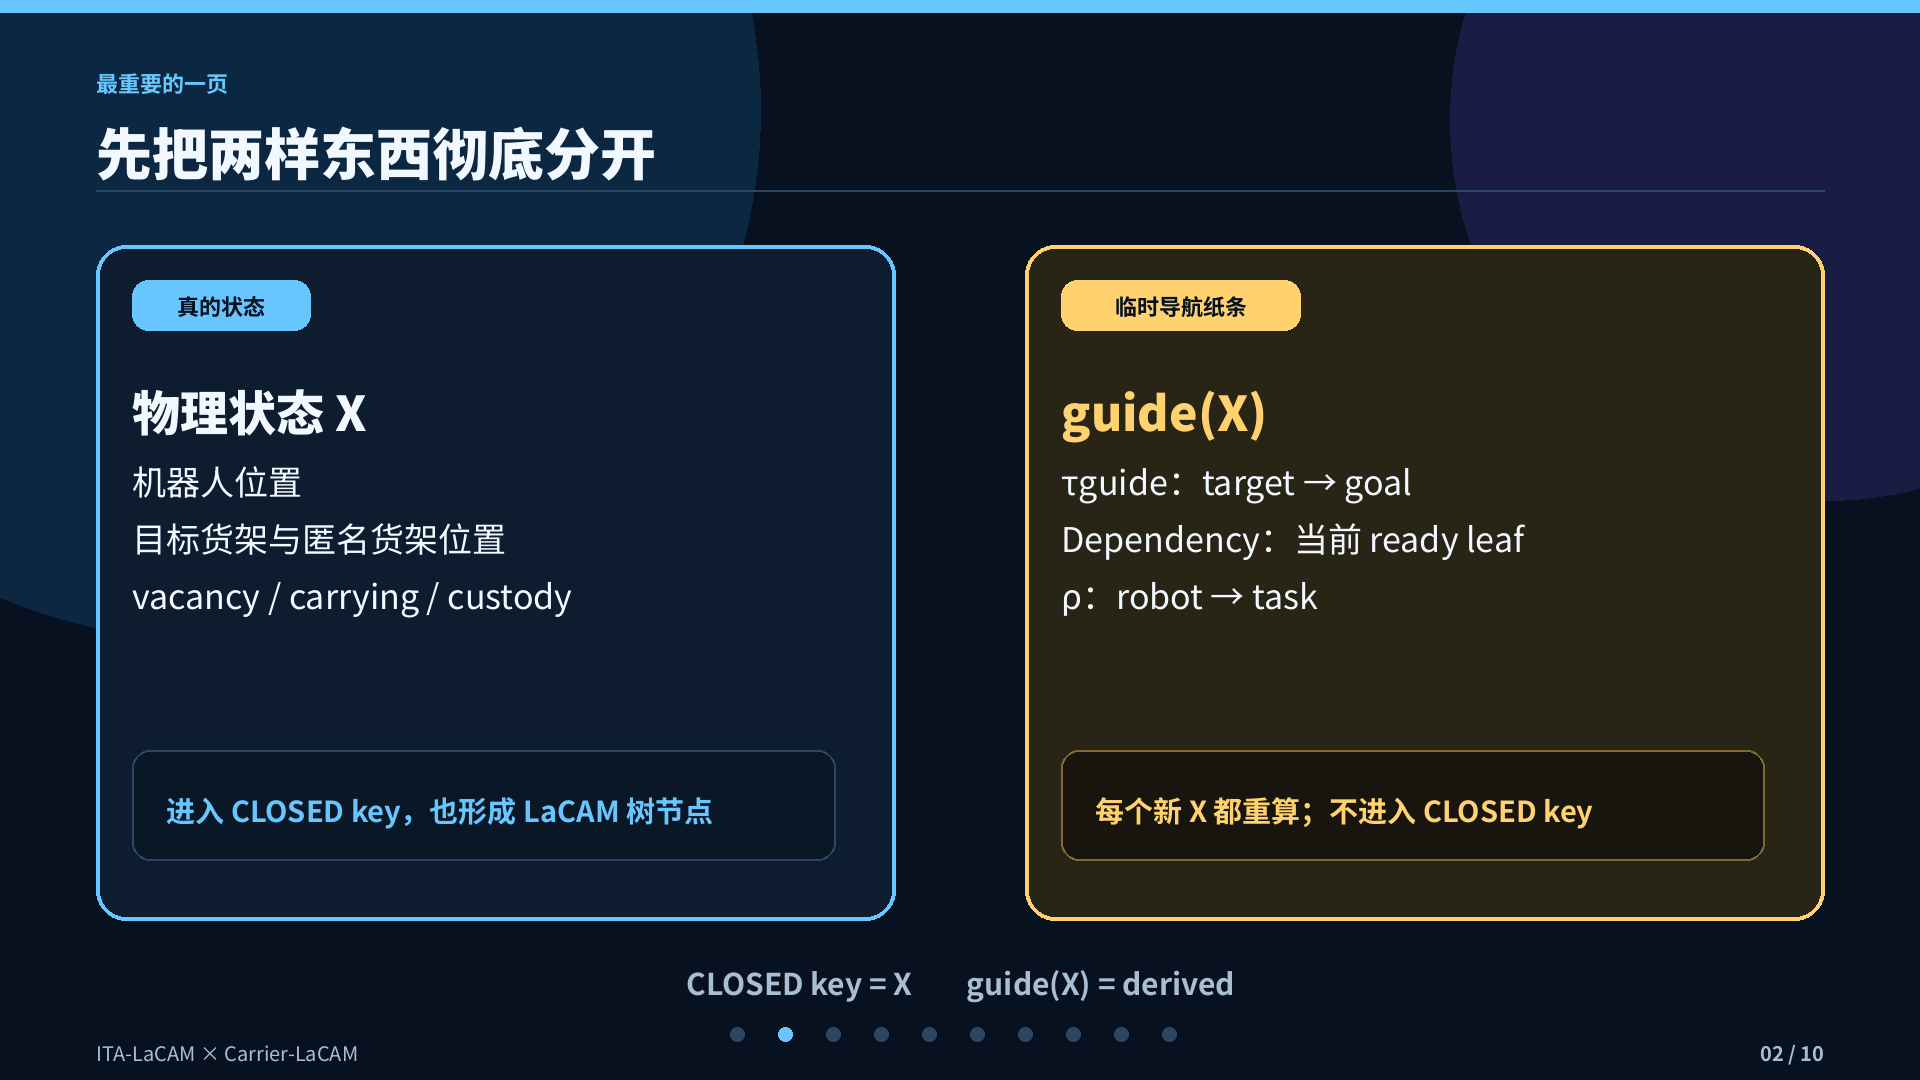 最重要的一页
先把两样东西彻底分开
真的状态
物理状态 X
机器人位置
目标货架与匿名货架位置
vacancy / carrying / custody
进入 CLOSED key，也形成 LaCAM 树节点
临时导航纸条
guide(X)
τguide：target → goal
Dependency：当前 ready leaf
ρ：robot → task
每个新 X 都重算；不进入 CLOSED key
CLOSED key = X  guide(X) = derived
ITA-LaCAM × Carrier-LaCAM
02 / 10